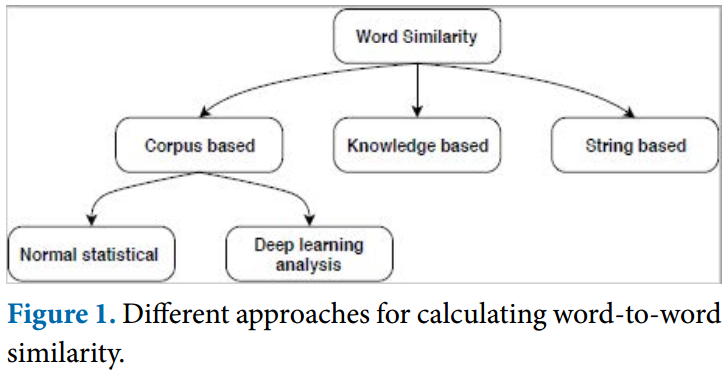 Word Similarity
Corpus based
Knowledge based
String based
Normal statistical
Deep learning
analysis
Figure 1. Different approaches for calculating word-to-word
similarity.